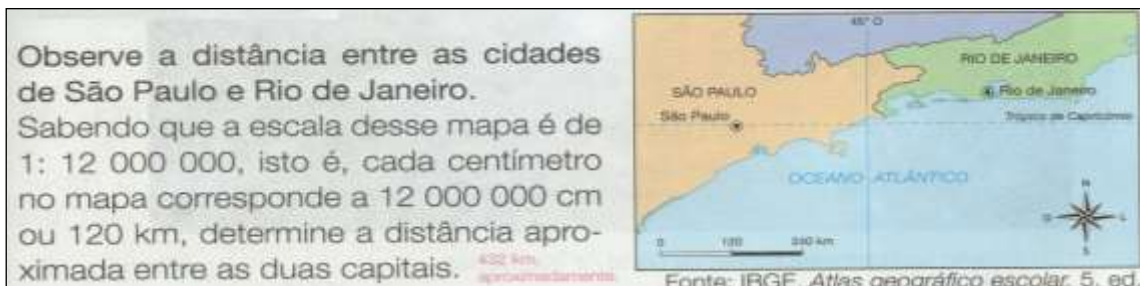 Observe a distância entre as cidades
de São Paulo e Rio de Janeiro.
Sabendo que a escala desse mapa é de
1: 12 000 000, isto é, cada centímetro
no mapa corresponde a 12 000 000 cm
ou 120 km, determine a distância apro-
ximada entre as duas capitais.
432 km,
aproximadamente.
45° O
RIO DE JANEIRO
SÃO PAULO
Rio de Janeiro
São Paulo
Trópico de Capricórnio
OCEANO ATLÂNTICO
N
O
L
S
0 120 240 km
Fonte: IBGE. Atlas geográfico escolar. 5. ed.